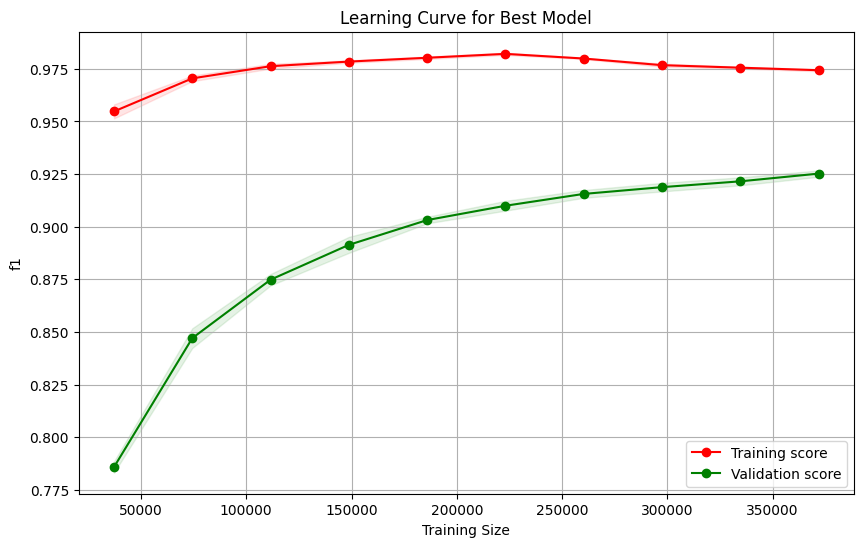 Learning Curve for Best Model
f1
0.975
0.950
0.925
0.900
0.875
0.850
0.825
0.800
0.775
50000 100000 150000 200000 250000 300000 350000
Training Size
Training score
Validation score